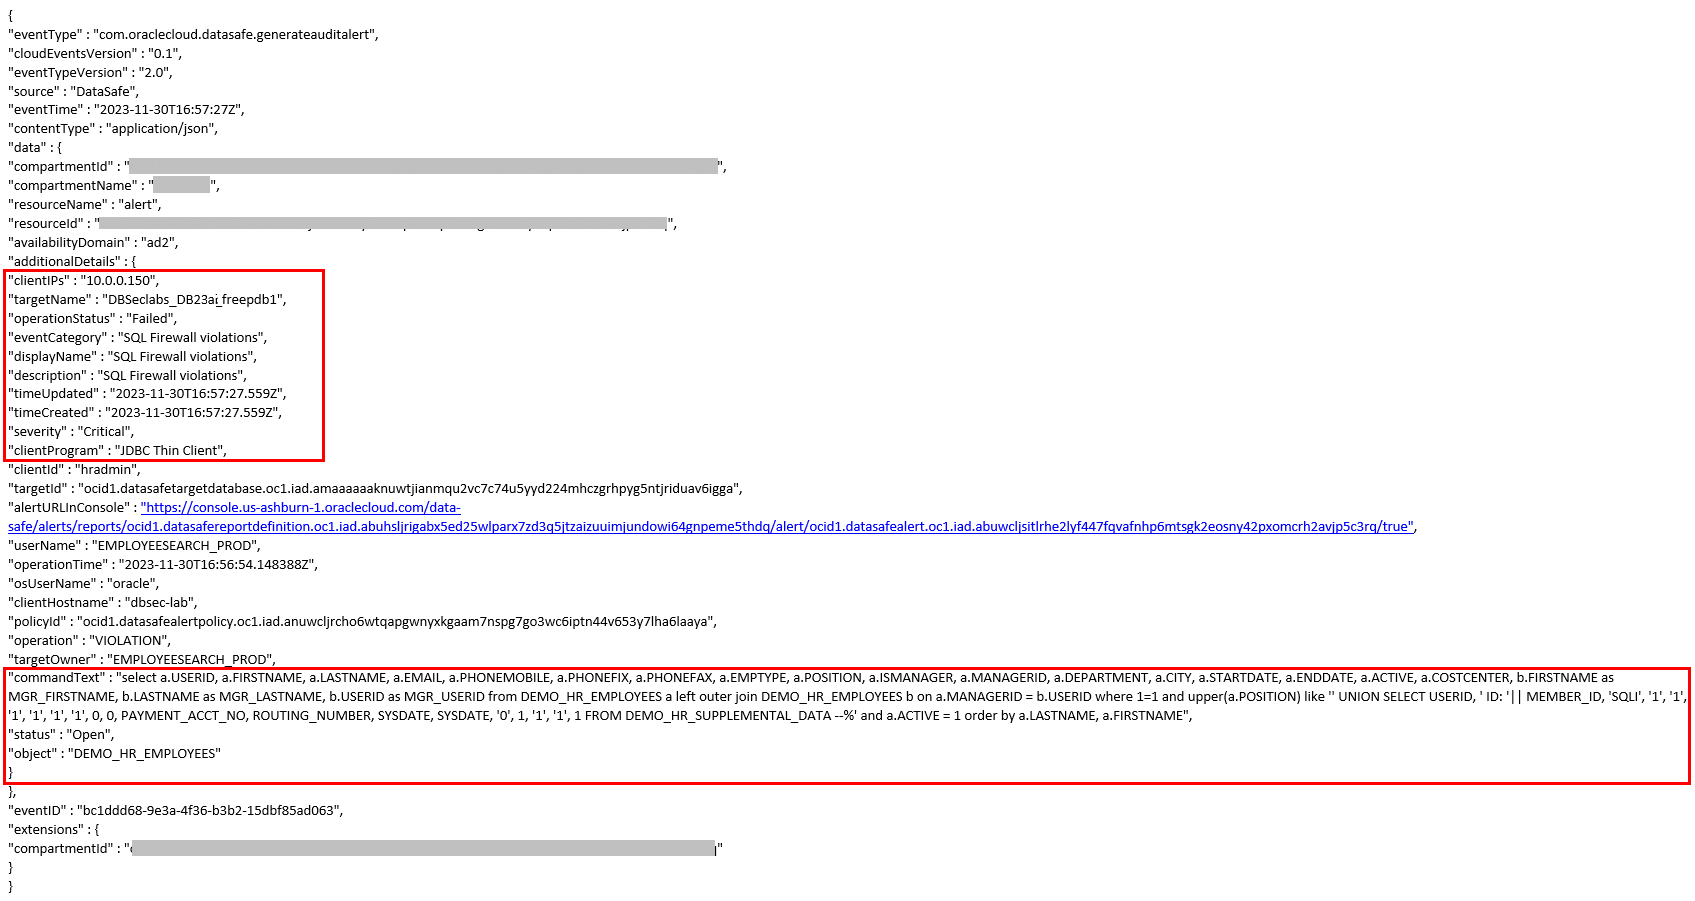 {
"eventType" : "com.oraclecloud.datasafe.generateauditalert",
"cloudEventsVersion" : "0.1",
"eventTypeVersion" : "2.0",
"source" : "DataSafe",
"eventTime" : "2023-11-30T16:57:27Z",
"contentType" : "application/json",
"data" : {
"compartmentId" : "",
"compartmentName" : "",
"resourceName" : "alert",
"resourceId" : "",
"availabilityDomain" : "ad2",
"additionalDetails" : {
"clientIPs" : "10.0.0.150",
"targetName" : "DBSeclabs_DB23ai_freepdb1",
"operationStatus" : "Failed",
"eventCategory" : "SQL Firewall violations",
"displayName" : "SQL Firewall violations",
"description" : "SQL Firewall violations",
"timeUpdated" : "2023-11-30T16:57:27.559Z",
"timeCreated" : "2023-11-30T16:57:27.559Z",
"severity" : "Critical",
"clientProgram" : "JDBC Thin Client",
"clientId" : "hradmin",
"targetId" : "ocid1.datasafetargetdatabase.oc1.iad.amaaaaaaknuwtjianmqu2vc7c74u5yyd224mhczgrhpyg5ntjriduav6igga",
"alertURLInConsole" : "https://console.us-ashburn-1.oraclecloud.com/data-
safe/alerts/reports/ocid1.datasafereportdefinition.oc1.iad.abuhsljrigabx5ed25wlparx7zd3q5jtzaizuuimjundowi64gnpeme5thdq/alert/ocid1.datasafealert.oc1.iad.abuwcljsitlrhe2lyf447fqvafnhp6mtsgk2eosny42pxomcrh2avjp5c3rq/true",
"userName" : "EMPLOYEESEARCH_PROD",
"operationTime" : "2023-11-30T16:56:54.148388Z",
"osUserName" : "oracle",
"clientHostname" : "dbsec-lab",
"policyId" : "ocid1.datasafealertpolicy.oc1.iad.anuwcljrcho6wtqapgwnyxkgaam7nspg7go3wc6iptn44v653y7lha6laaya",
"operation" : "VIOLATION",
"targetOwner" : "EMPLOYEESEARCH_PROD",
"commandText" : "select a.USERID, a.FIRSTNAME, a.LASTNAME, a.EMAIL, a.PHONEMOBILE, a.PHONEFIX, a.PHONEFAX, a.EMPTYPE, a.POSITION, a.ISMANAGER, a.MANAGERID, a.DEPARTMENT, a.CITY, a.STARTDATE, a.ENDDATE, a.ACTIVE, a.COSTCENTER, b.FIRSTNAME as
MGR_FIRSTNAME, b.LASTNAME as MGR_LASTNAME, b.USERID as MGR_USERID from DEMO_HR_EMPLOYEES a left outer join DEMO_HR_EMPLOYEES b on a.MANAGERID = b.USERID where 1=1 and upper(a.POSITION) like '' UNION SELECT USERID, ' ID: '|| MEMBER_ID, 'SQLI', '1', '1',
'1', '1', '1', '1', 0, 0, PAYMENT_ACCT_NO, ROUTING_NUMBER, SYSDATE, SYSDATE, '0', 1, '1', '1', 1 FROM DEMO_HR_SUPPLEMENTAL_DATA --%' and a.ACTIVE = 1 order by a.LASTNAME, a.FIRSTNAME",
"status" : "Open",
"object" : "DEMO_HR_EMPLOYEES"
}
},
"eventID" : "bc1ddd68-9e3a-4f36-b3b2-15dbf85ad063",
"extensions" : {
"compartmentId" : ""
}
}